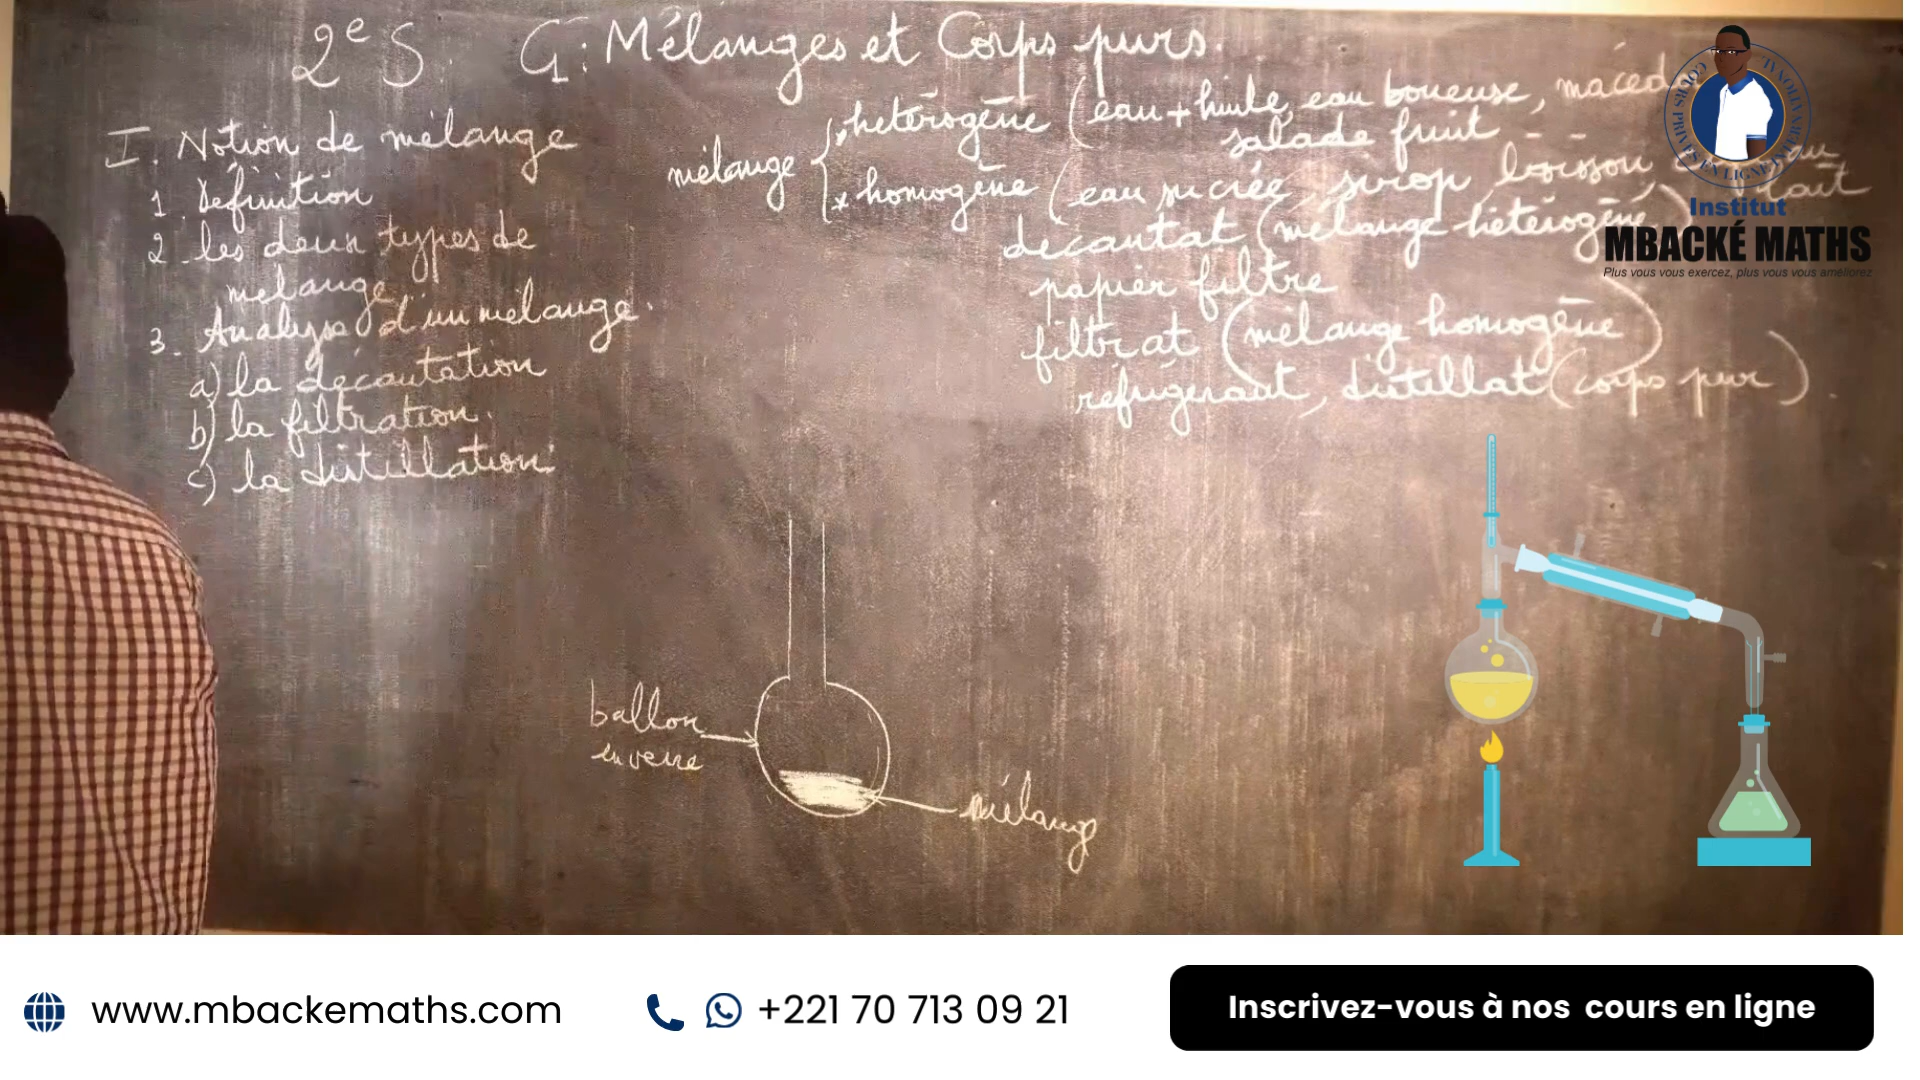 2e S. C1: Mélanges et Corps purs.
I. Notion de mélange
1. Définition
2. les deux types de
mélange
3. Analyse d'un mélange.
a) la décantation
b) la filtration.
c) la distillation.
mélange
* hétérogène (eau + huile, eau boueuse, macéd
salade fruit - -
* homogène (eau sucrée, sirop, boisson
décantat (mélange hétérogène)
papier filtre
filtrat (mélange homogène)
réfrigérant, distillat (corps pur).
ballon
en verre
mélange
COURS PRIVÉS EN LIGNE
Institut
MBACKÉ MATHS
Plus vous vous exercez, plus vous vous améliorez
www.mbackemaths.com
+221 70 713 09 21
Inscrivez-vous à nos cours en ligne